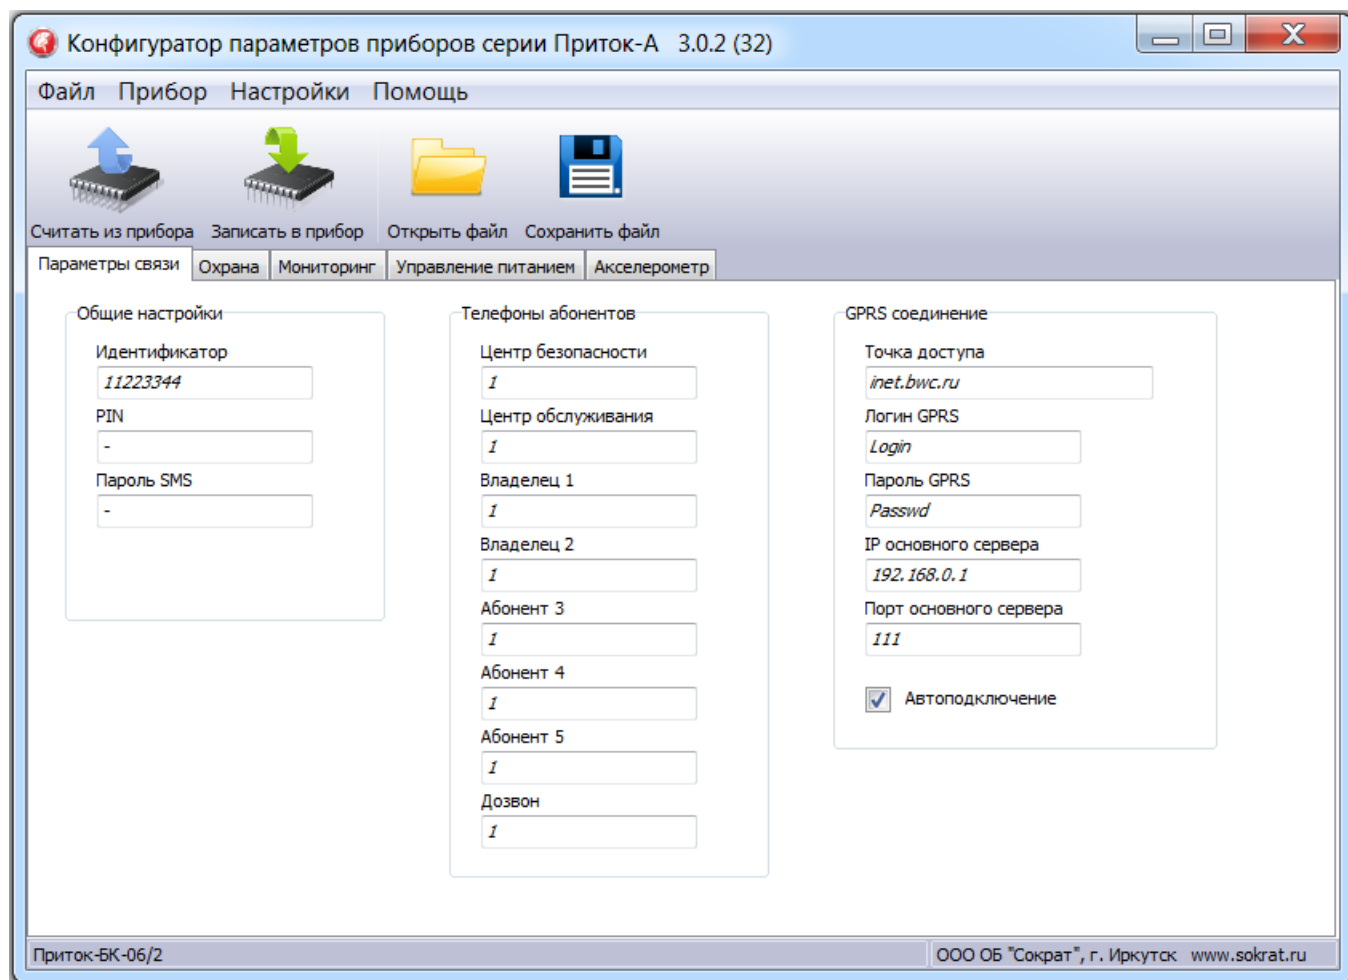 Конфигуратор параметров приборов серии Приток-А 3.0.2 (32)
Файл Прибор Настройки Помощь
Считать из прибора Записать в прибор Открыть файл Сохранить файл
Параметры связи Охрана Мониторинг Управление питанием Акселерометр
Общие настройки
Идентификатор
11223344
PIN
-
Пароль SMS
-
Телефоны абонентов
Центр безопасности
1
Центр обслуживания
1
Владелец 1
1
Владелец 2
1
Абонент 3
1
Абонент 4
1
Абонент 5
1
Дозвон
1
GPRS соединение
Точка доступа
inet.bwc.ru
Логин GPRS
Login
Пароль GPRS
Passwd
IP основного сервера
192.168.0.1
Порт основного сервера
111
Автоподключение
Приток-БК-06/2
ООО ОБ "Сократ", г. Иркутск www.sokrat.ru